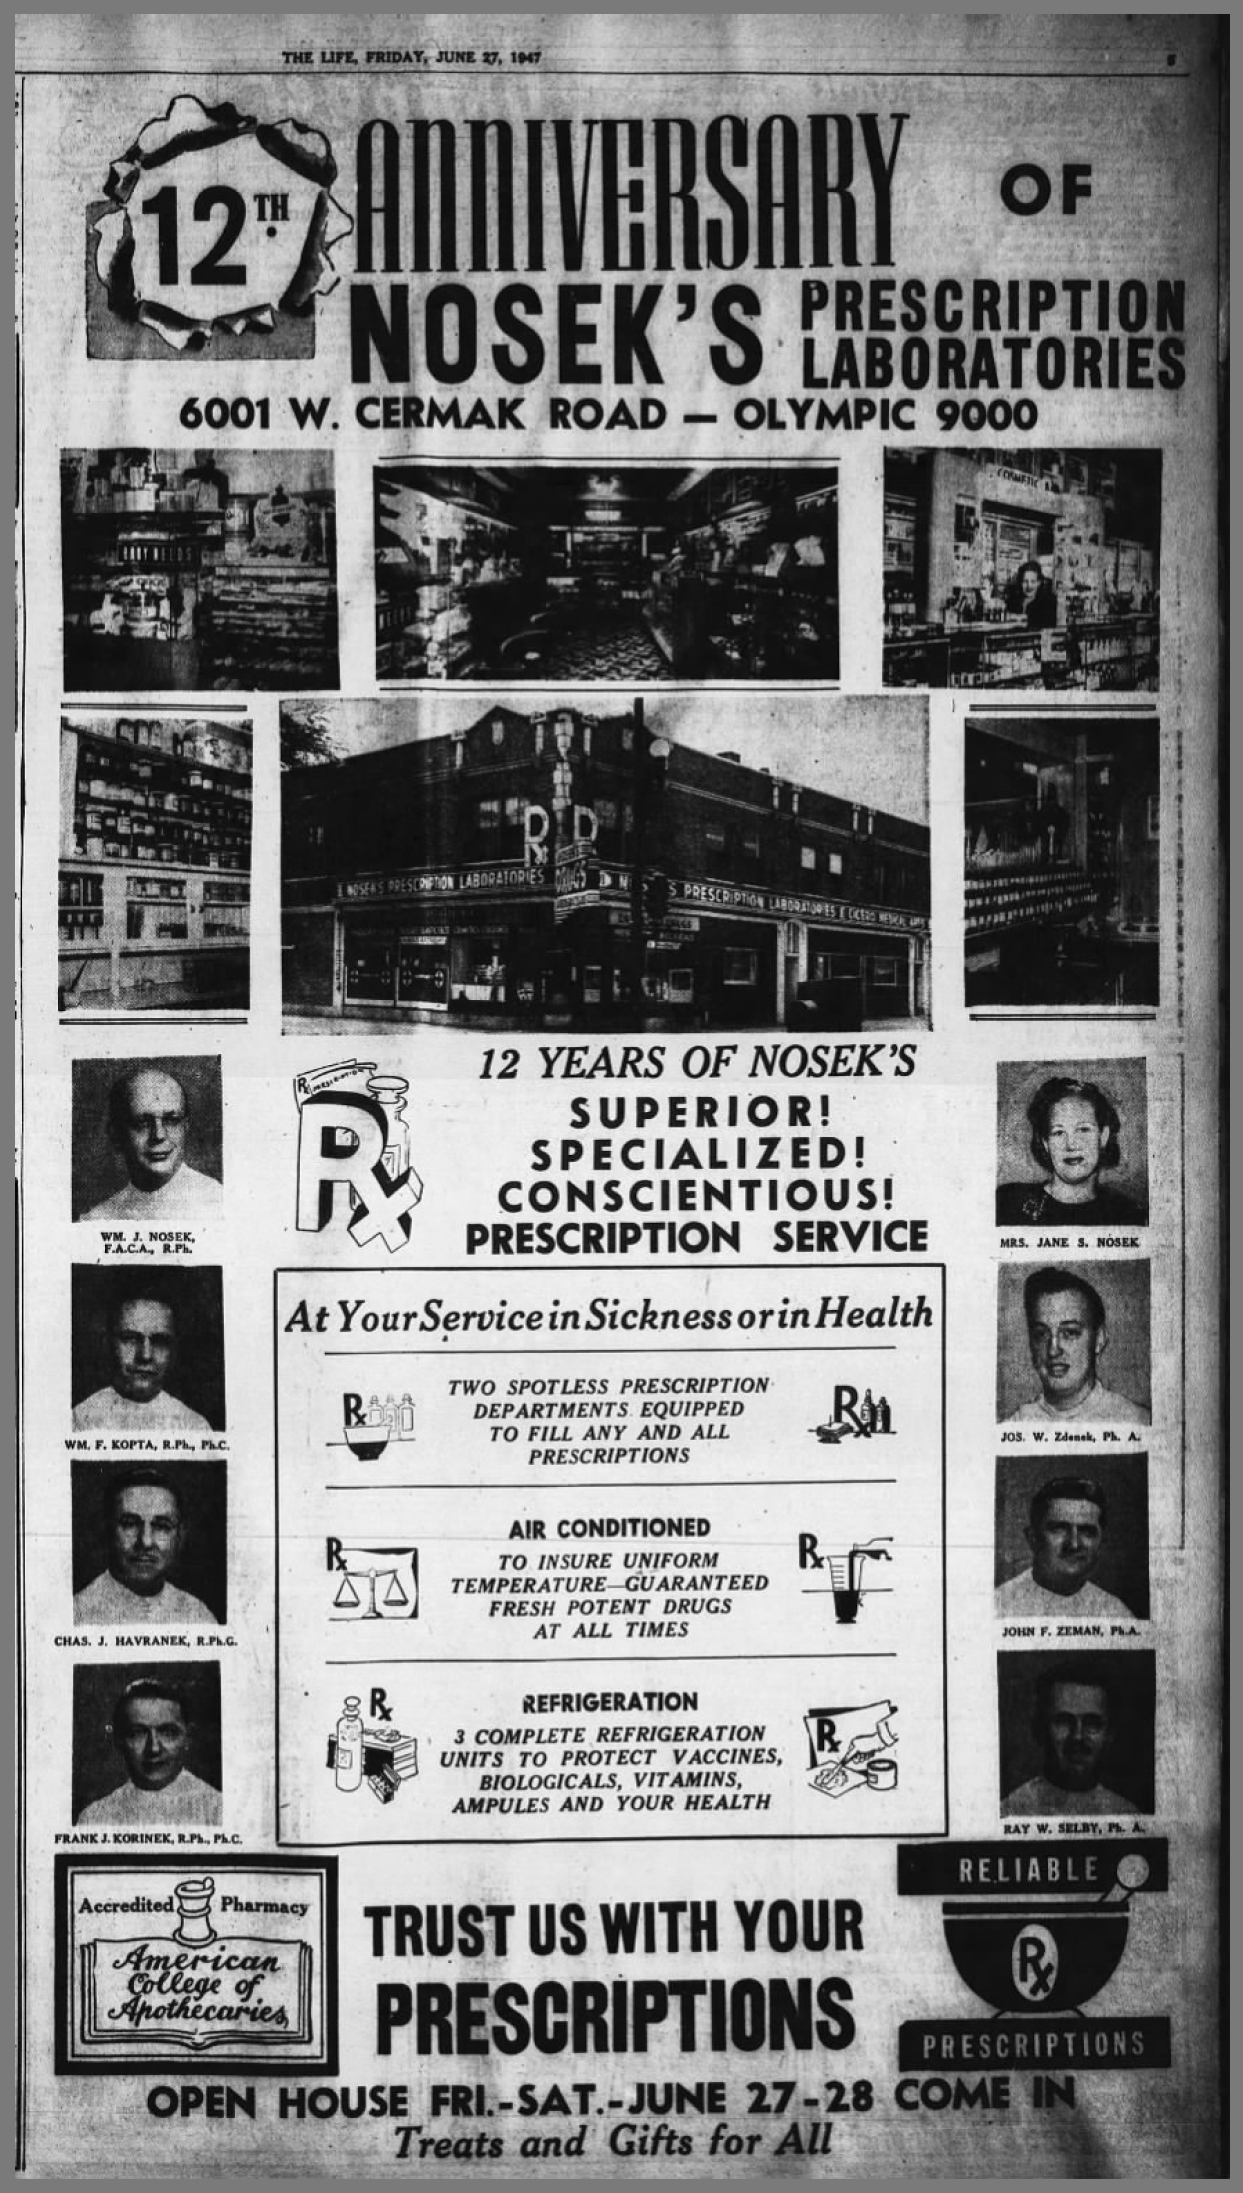 THE LIFE, FRIDAY, JUNE 27, 1947
12TH ANNIVERSARY OF
NOSEK'S PRESCRIPTION LABORATORIES
6001 W. CERMAK ROAD — OLYMPIC 9000
COSMETIC
NOSEK'S PRESCRIPTION LABORATORIES
DRUGS
S PRESCRIPTION LABORATORIES & CICERO MEDICAL
12 YEARS OF NOSEK'S
SUPERIOR!
SPECIALIZED!
CONSCIENTIOUS!
PRESCRIPTION SERVICE
WM. J. NOSEK,
F.A.C.A., R.Ph.
MRS. JANE S. NOSEK
WM. F. KOPTA, R.Ph., Ph.C.
JOS. W. Zdenek, Ph. A.
CHAS. J. HAVRANEK, R.Ph.G.
JOHN F. ZEMAN, Ph.A.
FRANK J. KORINEK, R.Ph., Ph.C.
RAY W. SELBY, Ph. A.
At Your Service in Sickness or in Health
TWO SPOTLESS PRESCRIPTION
DEPARTMENTS EQUIPPED
TO FILL ANY AND ALL
PRESCRIPTIONS
AIR CONDITIONED
TO INSURE UNIFORM
TEMPERATURE—GUARANTEED
FRESH POTENT DRUGS
AT ALL TIMES
REFRIGERATION
3 COMPLETE REFRIGERATION
UNITS TO PROTECT VACCINES,
BIOLOGICALS, VITAMINS,
AMPULES AND YOUR HEALTH
Accredited Pharmacy
American
College of
Apothecaries
TRUST US WITH YOUR
PRESCRIPTIONS
RELIABLE
Rx
PRESCRIPTIONS
OPEN HOUSE FRI.-SAT.-JUNE 27-28 COME IN
Treats and Gifts for All